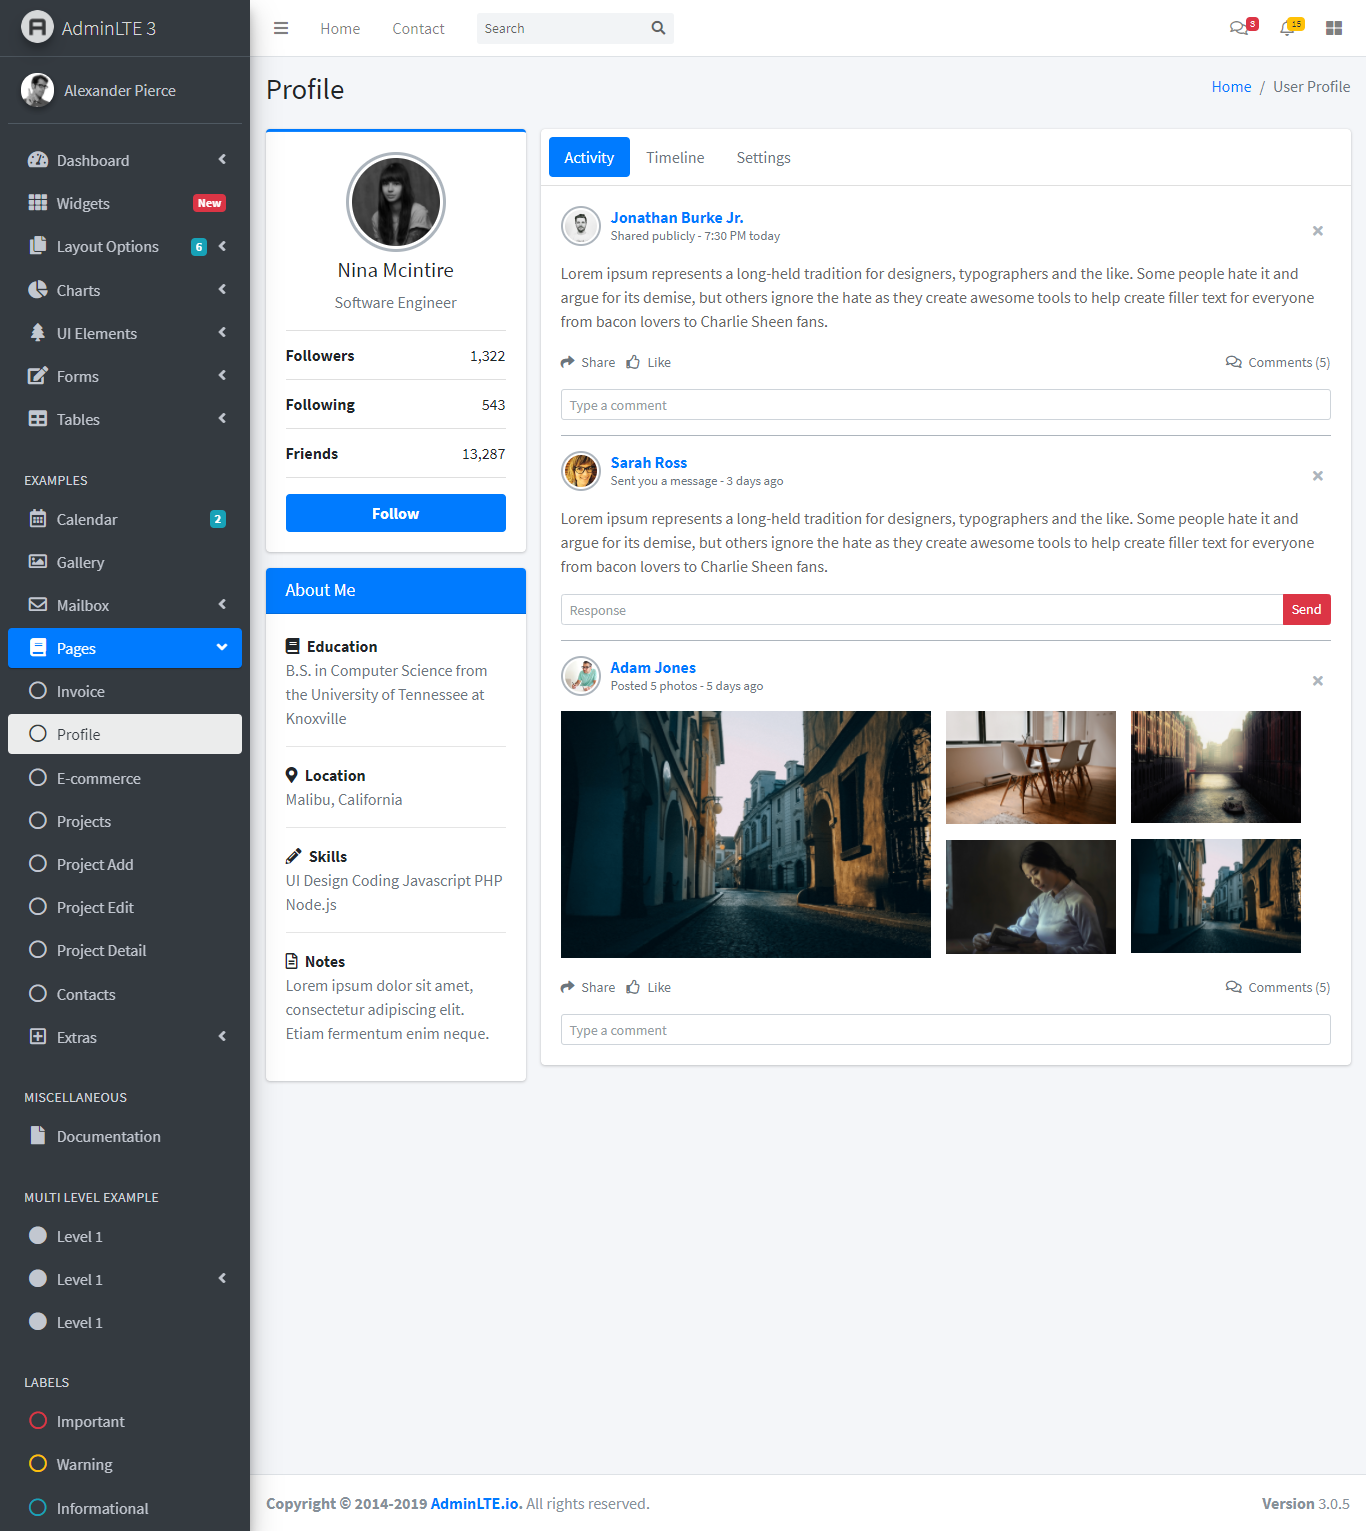 AdminLTE 3
Alexander Pierce
Dashboard
Widgets New
Layout Options 6
Charts
UI Elements
Forms
Tables
EXAMPLES
Calendar 2
Gallery
Mailbox
Pages
Invoice
Profile
E-commerce
Projects
Project Add
Project Edit
Project Detail
Contacts
Extras
MISCELLANEOUS
Documentation
MULTI LEVEL EXAMPLE
Level 1
Level 1
Level 1
LABELS
Important
Warning
Informational
Home Contact Search 3 15
Profile
Home / User Profile
Nina Mcintire
Software Engineer
Followers 1,322
Following 543
Friends 13,287
Follow
About Me
Education
B.S. in Computer Science from
the University of Tennessee at
Knoxville
Location
Malibu, California
Skills
UI Design Coding Javascript PHP
Node.js
Notes
Lorem ipsum dolor sit amet,
consectetur adipiscing elit.
Etiam fermentum enim neque.
Activity Timeline Settings
Jonathan Burke Jr.
Shared publicly - 7:30 PM today
Lorem ipsum represents a long-held tradition for designers, typographers and the like. Some people hate it and
argue for its demise, but others ignore the hate as they create awesome tools to help create filler text for everyone
from bacon lovers to Charlie Sheen fans.
Share Like Comments (5)
Type a comment
Sarah Ross
Sent you a message - 3 days ago
Lorem ipsum represents a long-held tradition for designers, typographers and the like. Some people hate it and
argue for its demise, but others ignore the hate as they create awesome tools to help create filler text for everyone
from bacon lovers to Charlie Sheen fans.
Response Send
Adam Jones
Posted 5 photos - 5 days ago
Share Like Comments (5)
Type a comment
Copyright © 2014-2019 AdminLTE.io. All rights reserved.
Version 3.0.5